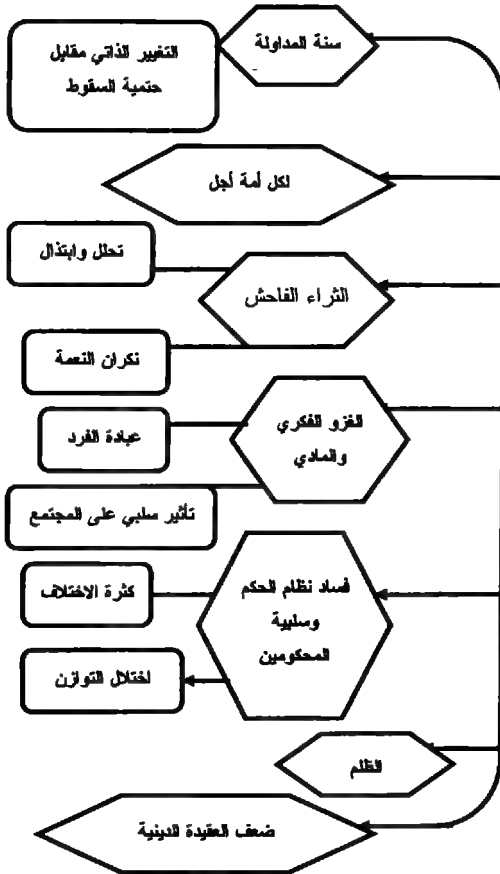 سنة المداولة
التغيير الذاتي مقابل
حتمية السقوط
لكل أمة أجل
الثراء الفاحش
تحلل وابتذال
نكران النعمة
الغزو الفكري
والمادي
عبادة الفرد
تأثير سلبي على المجتمع
فساد نظام الحكم
وسلبية
المحكومين
كثرة الاختلاف
اختلال التوازن
الظلم
ضعف العقيدة الدينية